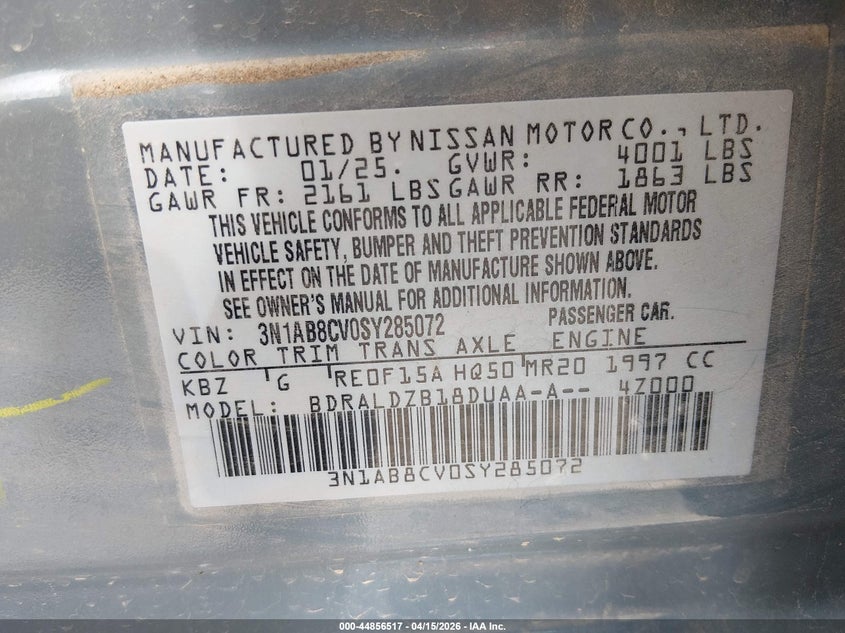 MANUFACTURED BY NISSAN MOTOR CO., LTD.
DATE: 01/25. GVWR: 4001 LBS
GAWR FR: 2161 LBS GAWR RR: 1863 LBS
THIS VEHICLE CONFORMS TO ALL APPLICABLE FEDERAL MOTOR
VEHICLE SAFETY, BUMPER AND THEFT PREVENTION STANDARDS
IN EFFECT ON THE DATE OF MANUFACTURE SHOWN ABOVE.
SEE OWNER'S MANUAL FOR ADDITIONAL INFORMATION.
VIN: 3N1AB8CV0SY285072 PASSENGER CAR.
COLOR TRIM TRANS AXLE ENGINE
KBZ G RE0F15A HQ50 MR20 1997 CC
MODEL: BDRALDZB18DUAA-A-- 4Z000
3N1AB8CV0SY285072
000-44856517 - 04/15/2026 - IAA Inc.